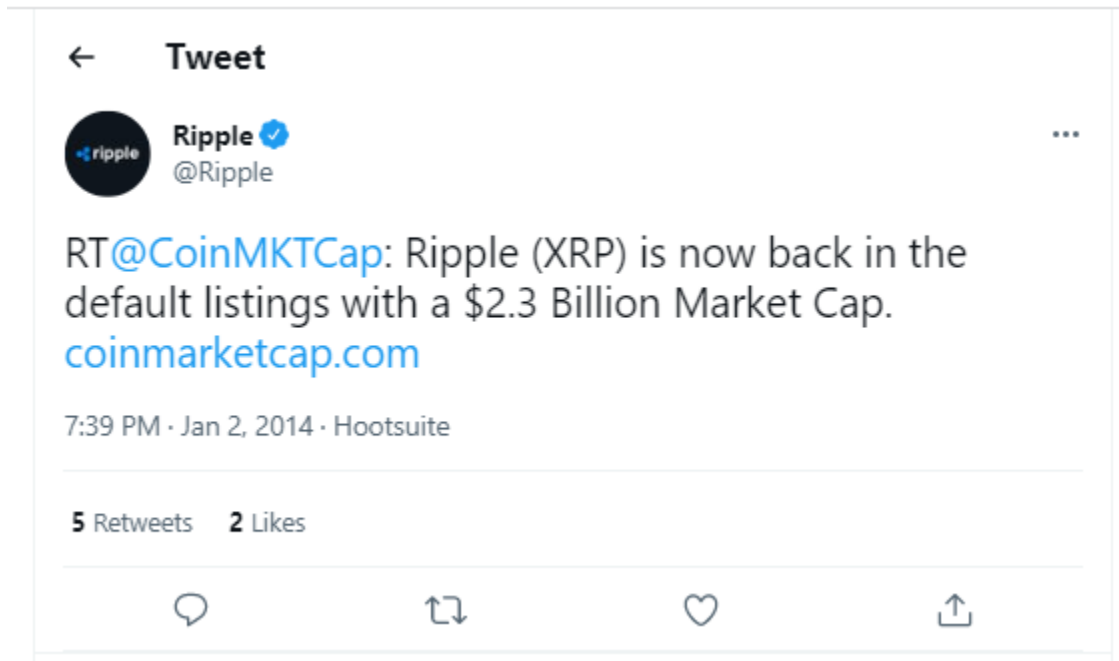 Tweet
ripple
Ripple
@Ripple
RT@CoinMKTCap: Ripple (XRP) is now back in the
default listings with a $2.3 Billion Market Cap.
coinmarketcap.com
7:39 PM · Jan 2, 2014 · Hootsuite
5 Retweets 2 Likes